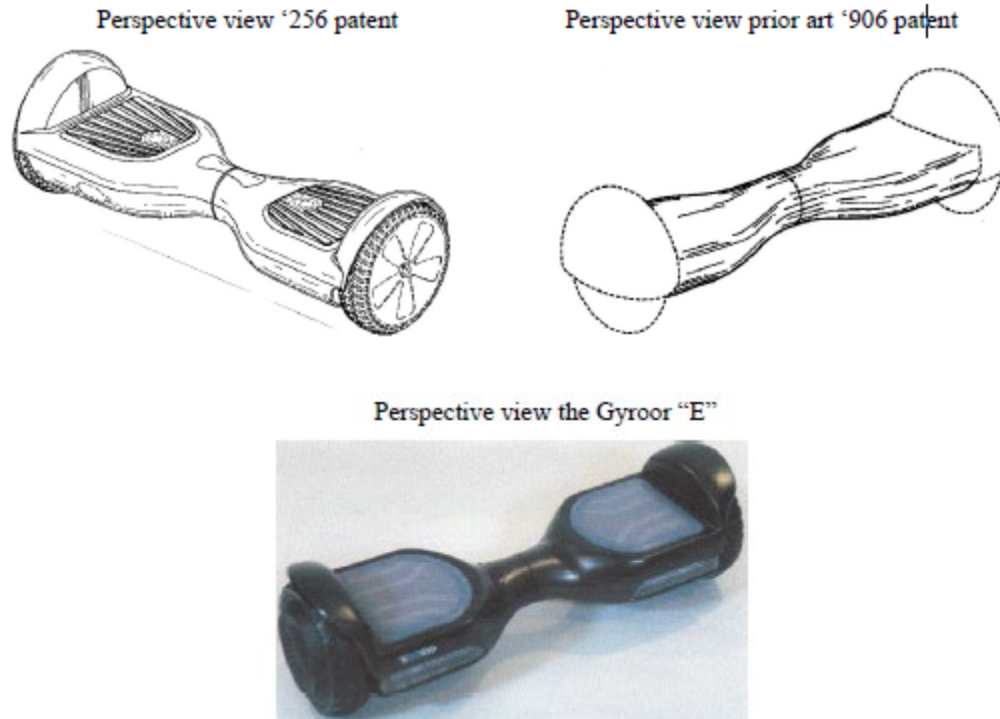 Perspective view ‘256 patent
Perspective view prior art ‘906 patent
Perspective view the Gyroor “E”